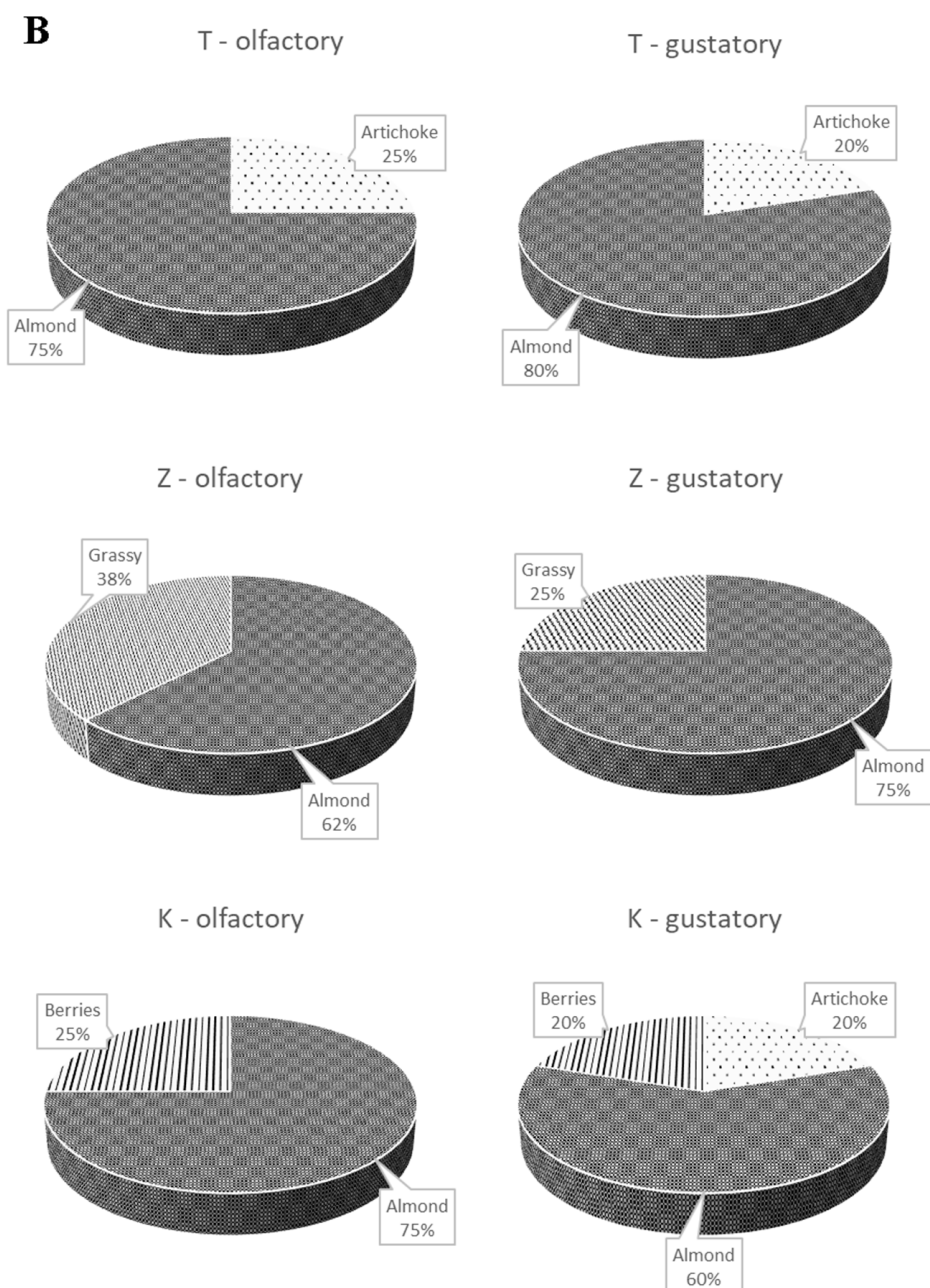 B
T - olfactory
T - gustatory
Artichoke
25%
Artichoke
20%
Almond
75%
Almond
80%
Z - olfactory
Z - gustatory
Grassy
38%
Grassy
25%
Almond
62%
Almond
75%
K - olfactory
K - gustatory
Berries
25%
Berries
20%
Artichoke
20%
Almond
75%
Almond
60%